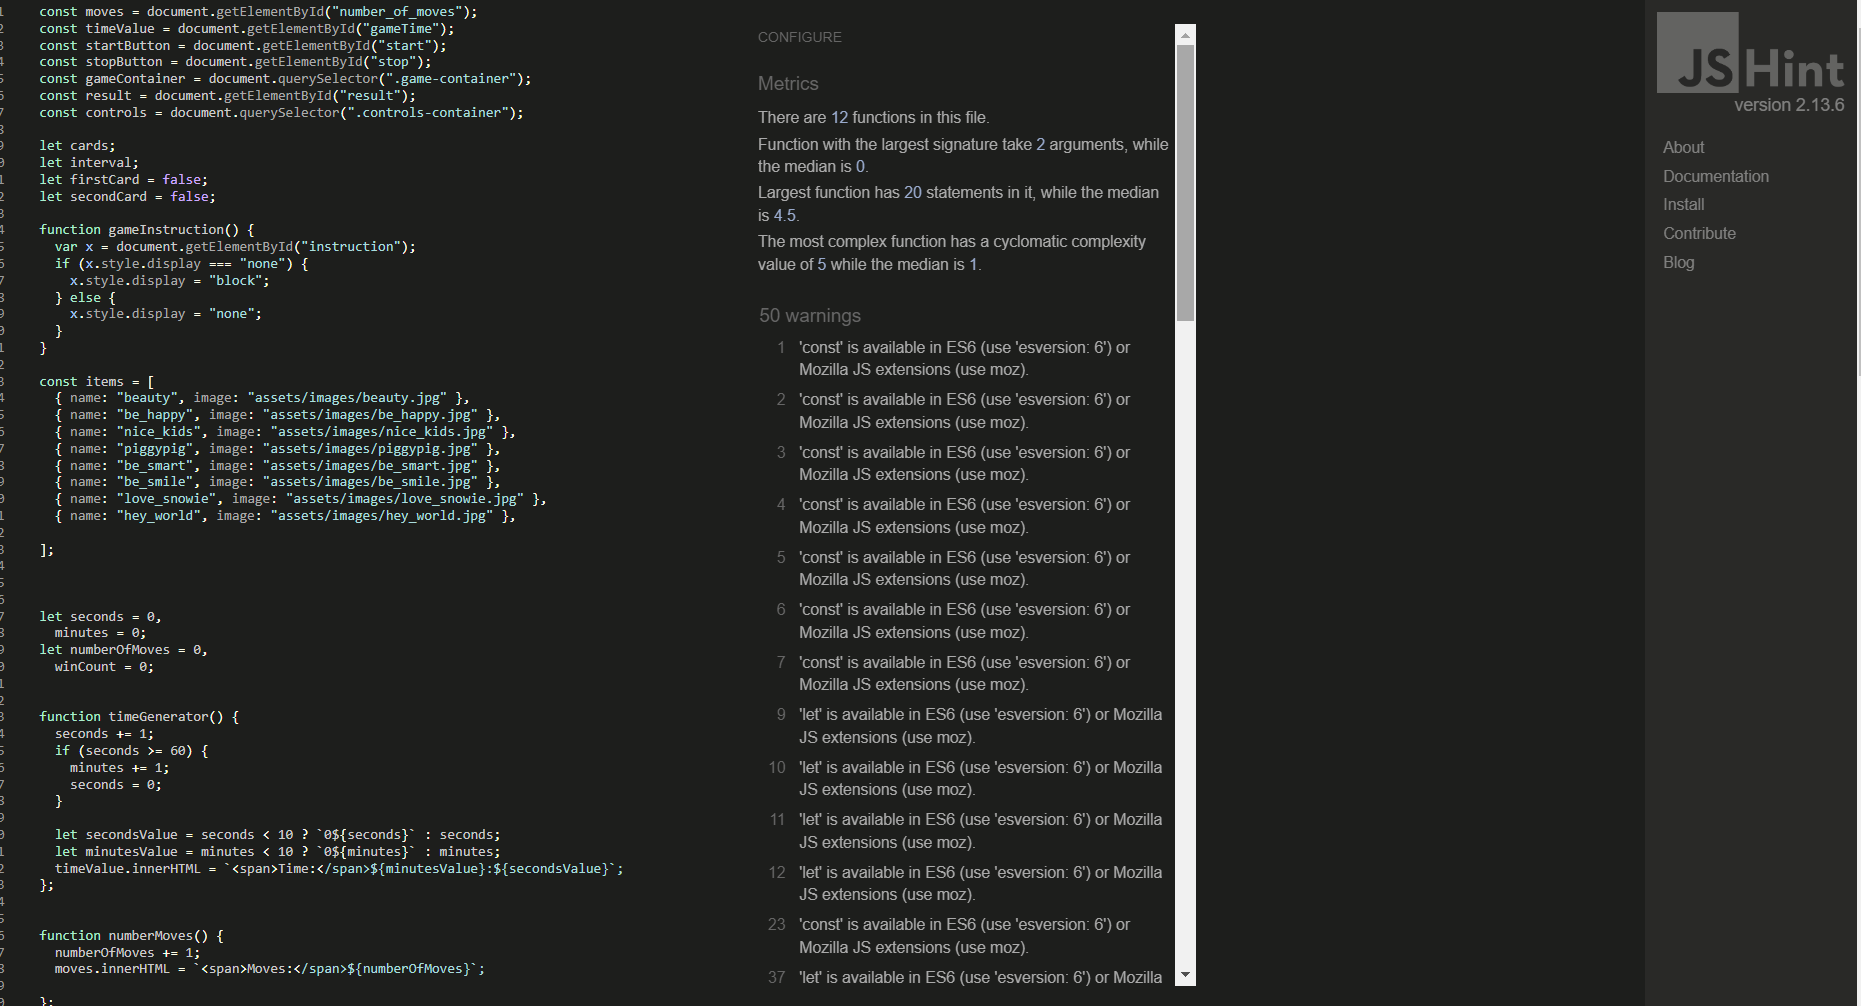 const moves = document.getElementById("number_of_moves");
const timeValue = document.getElementById("gameTime");
const startButton = document.getElementById("start");
const stopButton = document.getElementById("stop");
const gameContainer = document.querySelector(".game-container");
const result = document.getElementById("result");
const controls = document.querySelector(".controls-container");
let cards;
let interval;
let firstCard = false;
let secondCard = false;
function gameInstruction() {
var x = document.getElementById("instruction");
if (x.style.display === "none") {
x.style.display = "block";
} else {
x.style.display = "none";
}
}
const items = [
{ name: "beauty", image: "assets/images/beauty.jpg" },
{ name: "be_happy", image: "assets/images/be_happy.jpg" },
{ name: "nice_kids", image: "assets/images/nice_kids.jpg" },
{ name: "piggypig", image: "assets/images/piggypig.jpg" },
{ name: "be_smart", image: "assets/images/be_smart.jpg" },
{ name: "be_smile", image: "assets/images/be_smile.jpg" },
{ name: "love_snowie", image: "assets/images/love_snowie.jpg" },
{ name: "hey_world", image: "assets/images/hey_world.jpg" },
];
let seconds = 0,
minutes = 0;
let numberOfMoves = 0,
winCount = 0;
function timeGenerator() {
seconds += 1;
if (seconds >= 60) {
minutes += 1;
seconds = 0;
}
let secondsValue = seconds < 10 ? `0${seconds}` : seconds;
let minutesValue = minutes < 10 ? `0${minutes}` : minutes;
timeValue.innerHTML = `<span>Time:</span>${minutesValue}:${secondsValue}`;
};
function numberMoves() {
numberOfMoves += 1;
moves.innerHTML = `<span>Moves:</span>${numberOfMoves}`;
};
CONFIGURE
Metrics
There are 12 functions in this file.
Function with the largest signature take 2 arguments, while
the median is 0.
Largest function has 20 statements in it, while the median
is 4.5.
The most complex function has a cyclomatic complexity
value of 5 while the median is 1.
50 warnings
1 'const' is available in ES6 (use 'esversion: 6') or
Mozilla JS extensions (use moz).
2 'const' is available in ES6 (use 'esversion: 6') or
Mozilla JS extensions (use moz).
3 'const' is available in ES6 (use 'esversion: 6') or
Mozilla JS extensions (use moz).
4 'const' is available in ES6 (use 'esversion: 6') or
Mozilla JS extensions (use moz).
5 'const' is available in ES6 (use 'esversion: 6') or
Mozilla JS extensions (use moz).
6 'const' is available in ES6 (use 'esversion: 6') or
Mozilla JS extensions (use moz).
7 'const' is available in ES6 (use 'esversion: 6') or
Mozilla JS extensions (use moz).
9 'let' is available in ES6 (use 'esversion: 6') or Mozilla
JS extensions (use moz).
10 'let' is available in ES6 (use 'esversion: 6') or Mozilla
JS extensions (use moz).
11 'let' is available in ES6 (use 'esversion: 6') or Mozilla
JS extensions (use moz).
12 'let' is available in ES6 (use 'esversion: 6') or Mozilla
JS extensions (use moz).
23 'const' is available in ES6 (use 'esversion: 6') or
Mozilla JS extensions (use moz).
37 'let' is available in ES6 (use 'esversion: 6') or Mozilla
JSHint
version 2.13.6
About
Documentation
Install
Contribute
Blog